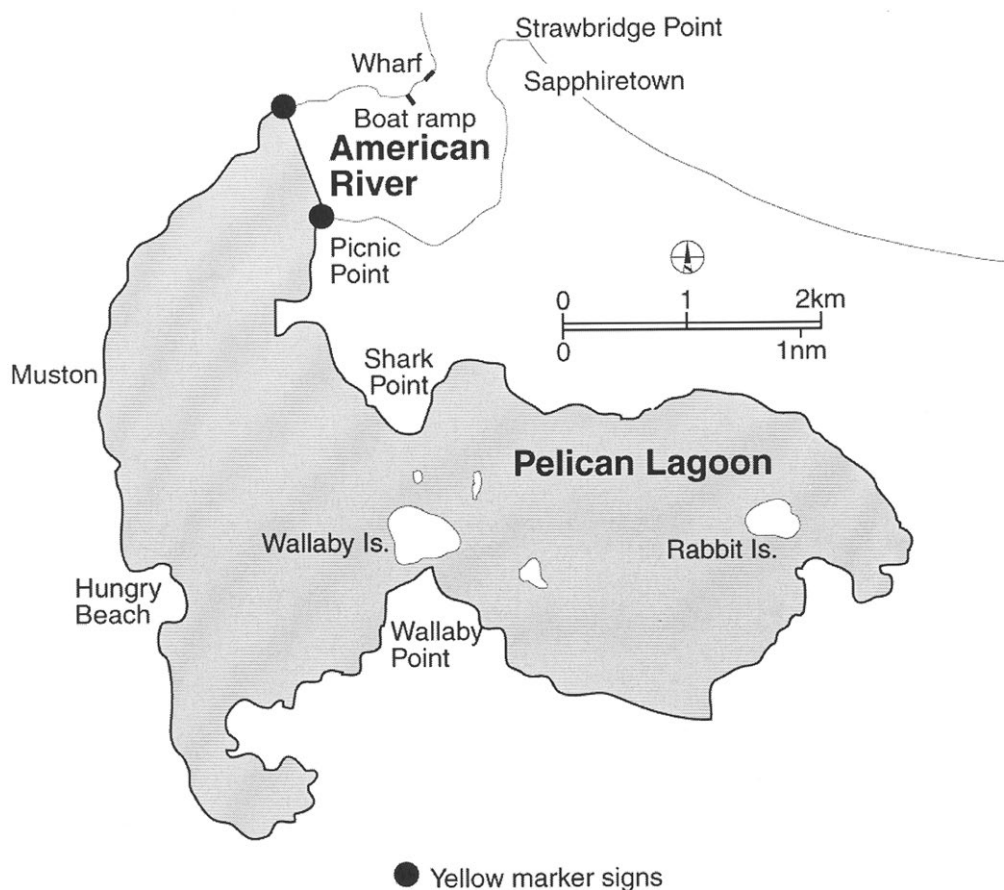 Strawbridge Point
Wharf
Sapphiretown
Boat ramp
American
River
Picnic
Point
N
0
1
2km
0
1nm
Muston
Shark
Point
Pelican Lagoon
Wallaby Is.
Rabbit Is.
Hungry
Beach
Wallaby
Point
Yellow marker signs